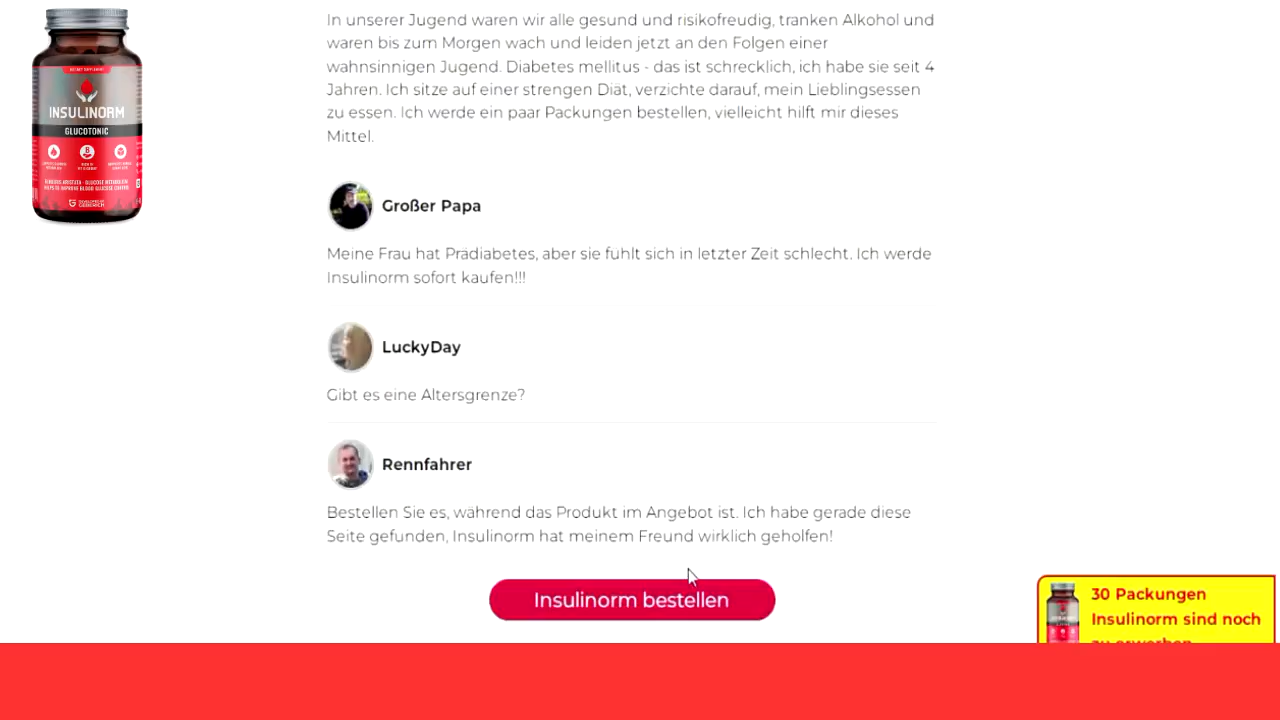 In unserer Jugend waren wir alle gesund und risikofreudig, tranken Alkohol und
waren bis zum Morgen wach und leiden jetzt an den Folgen einer
wahnsinnigen Jugend. Diabetes mellitus - das ist schrecklich, ich habe sie seit 4
Jahren. Ich sitze auf einer strengen Diät, verzichte darauf, mein Lieblingsessen
zu essen. Ich werde ein paar Packungen bestellen, vielleicht hilft mir dieses
Mittel.
INSULINORM
GLUCOTONIC
Großer Papa
Meine Frau hat Prädiabetes, aber sie fühlt sich in letzter Zeit schlecht. Ich werde
Insulinorm sofort kaufen!!!
LuckyDay
Gibt es eine Altersgrenze?
Rennfahrer
Bestellen Sie es, während das Produkt im Angebot ist. Ich habe gerade diese
Seite gefunden, Insulinorm hat meinem Freund wirklich geholfen!
Insulinorm bestellen
30 Packungen
Insulinorm sind noch
zu erwerben